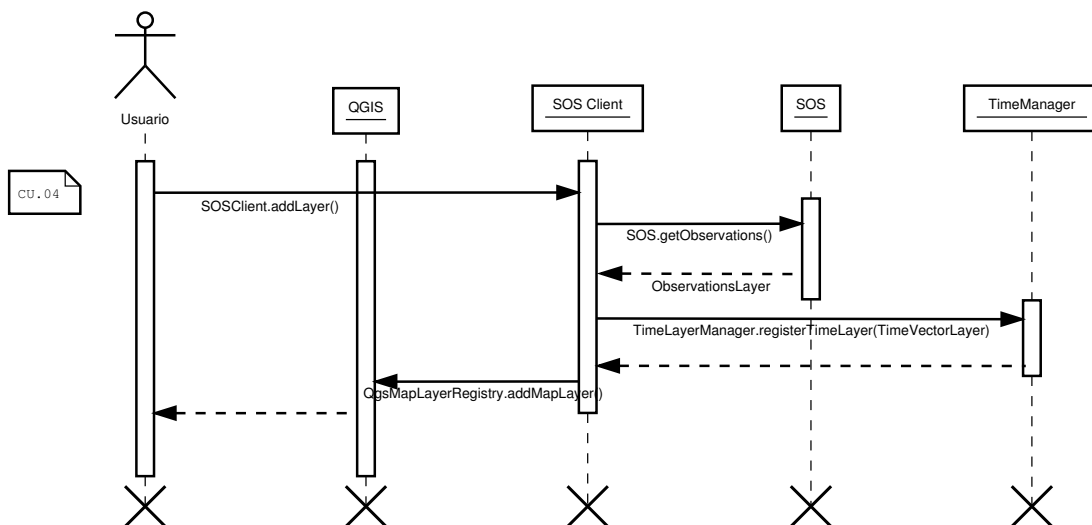 Usuario
QGIS
SOS Client
SOS
TimeManager
CU.04
SOSClient.addLayer()
SOS.getObservations()
ObservationsLayer
TimeLayerManager.registerTimeLayer(TimeVectorLayer)
QgsMapLayerRegistry.addMapLayer()